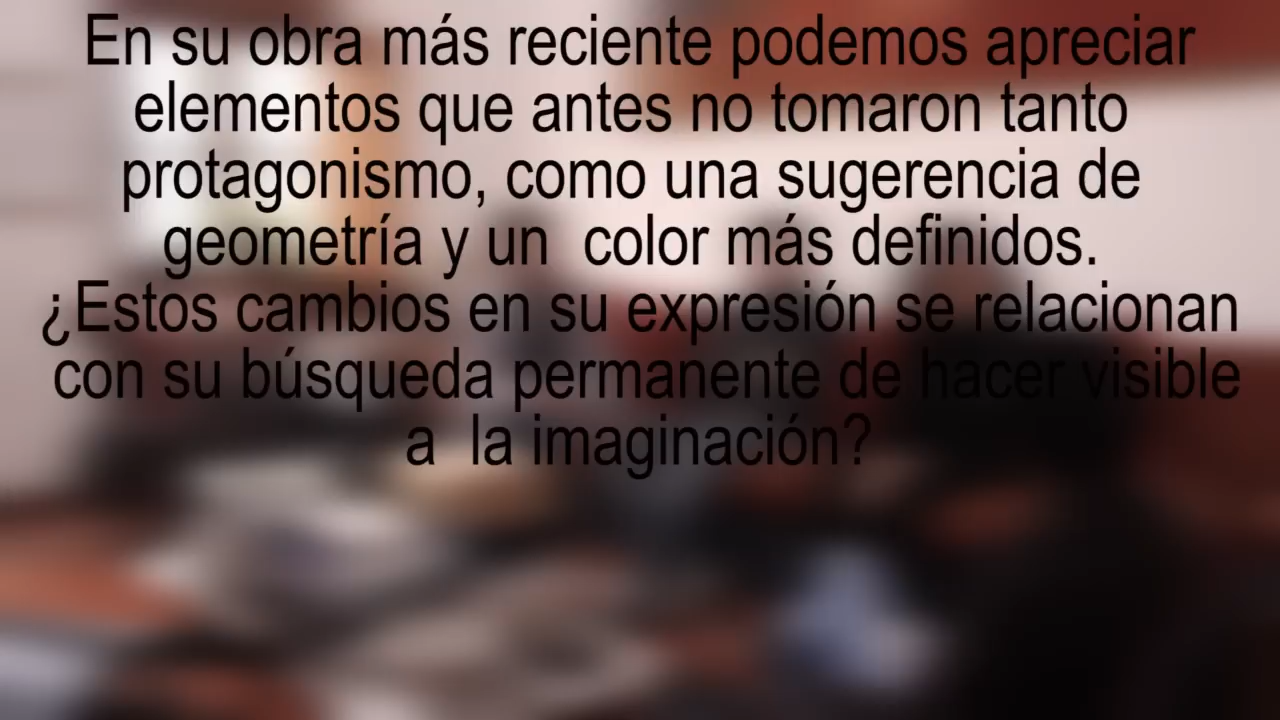 En su obra más reciente podemos apreciar
elementos que antes no tomaron tanto
protagonismo, como una sugerencia de
geometría y un  color más definidos.
¿Estos cambios en su expresión se relacionan
con su búsqueda permanente de hacer visible
a  la imaginación?